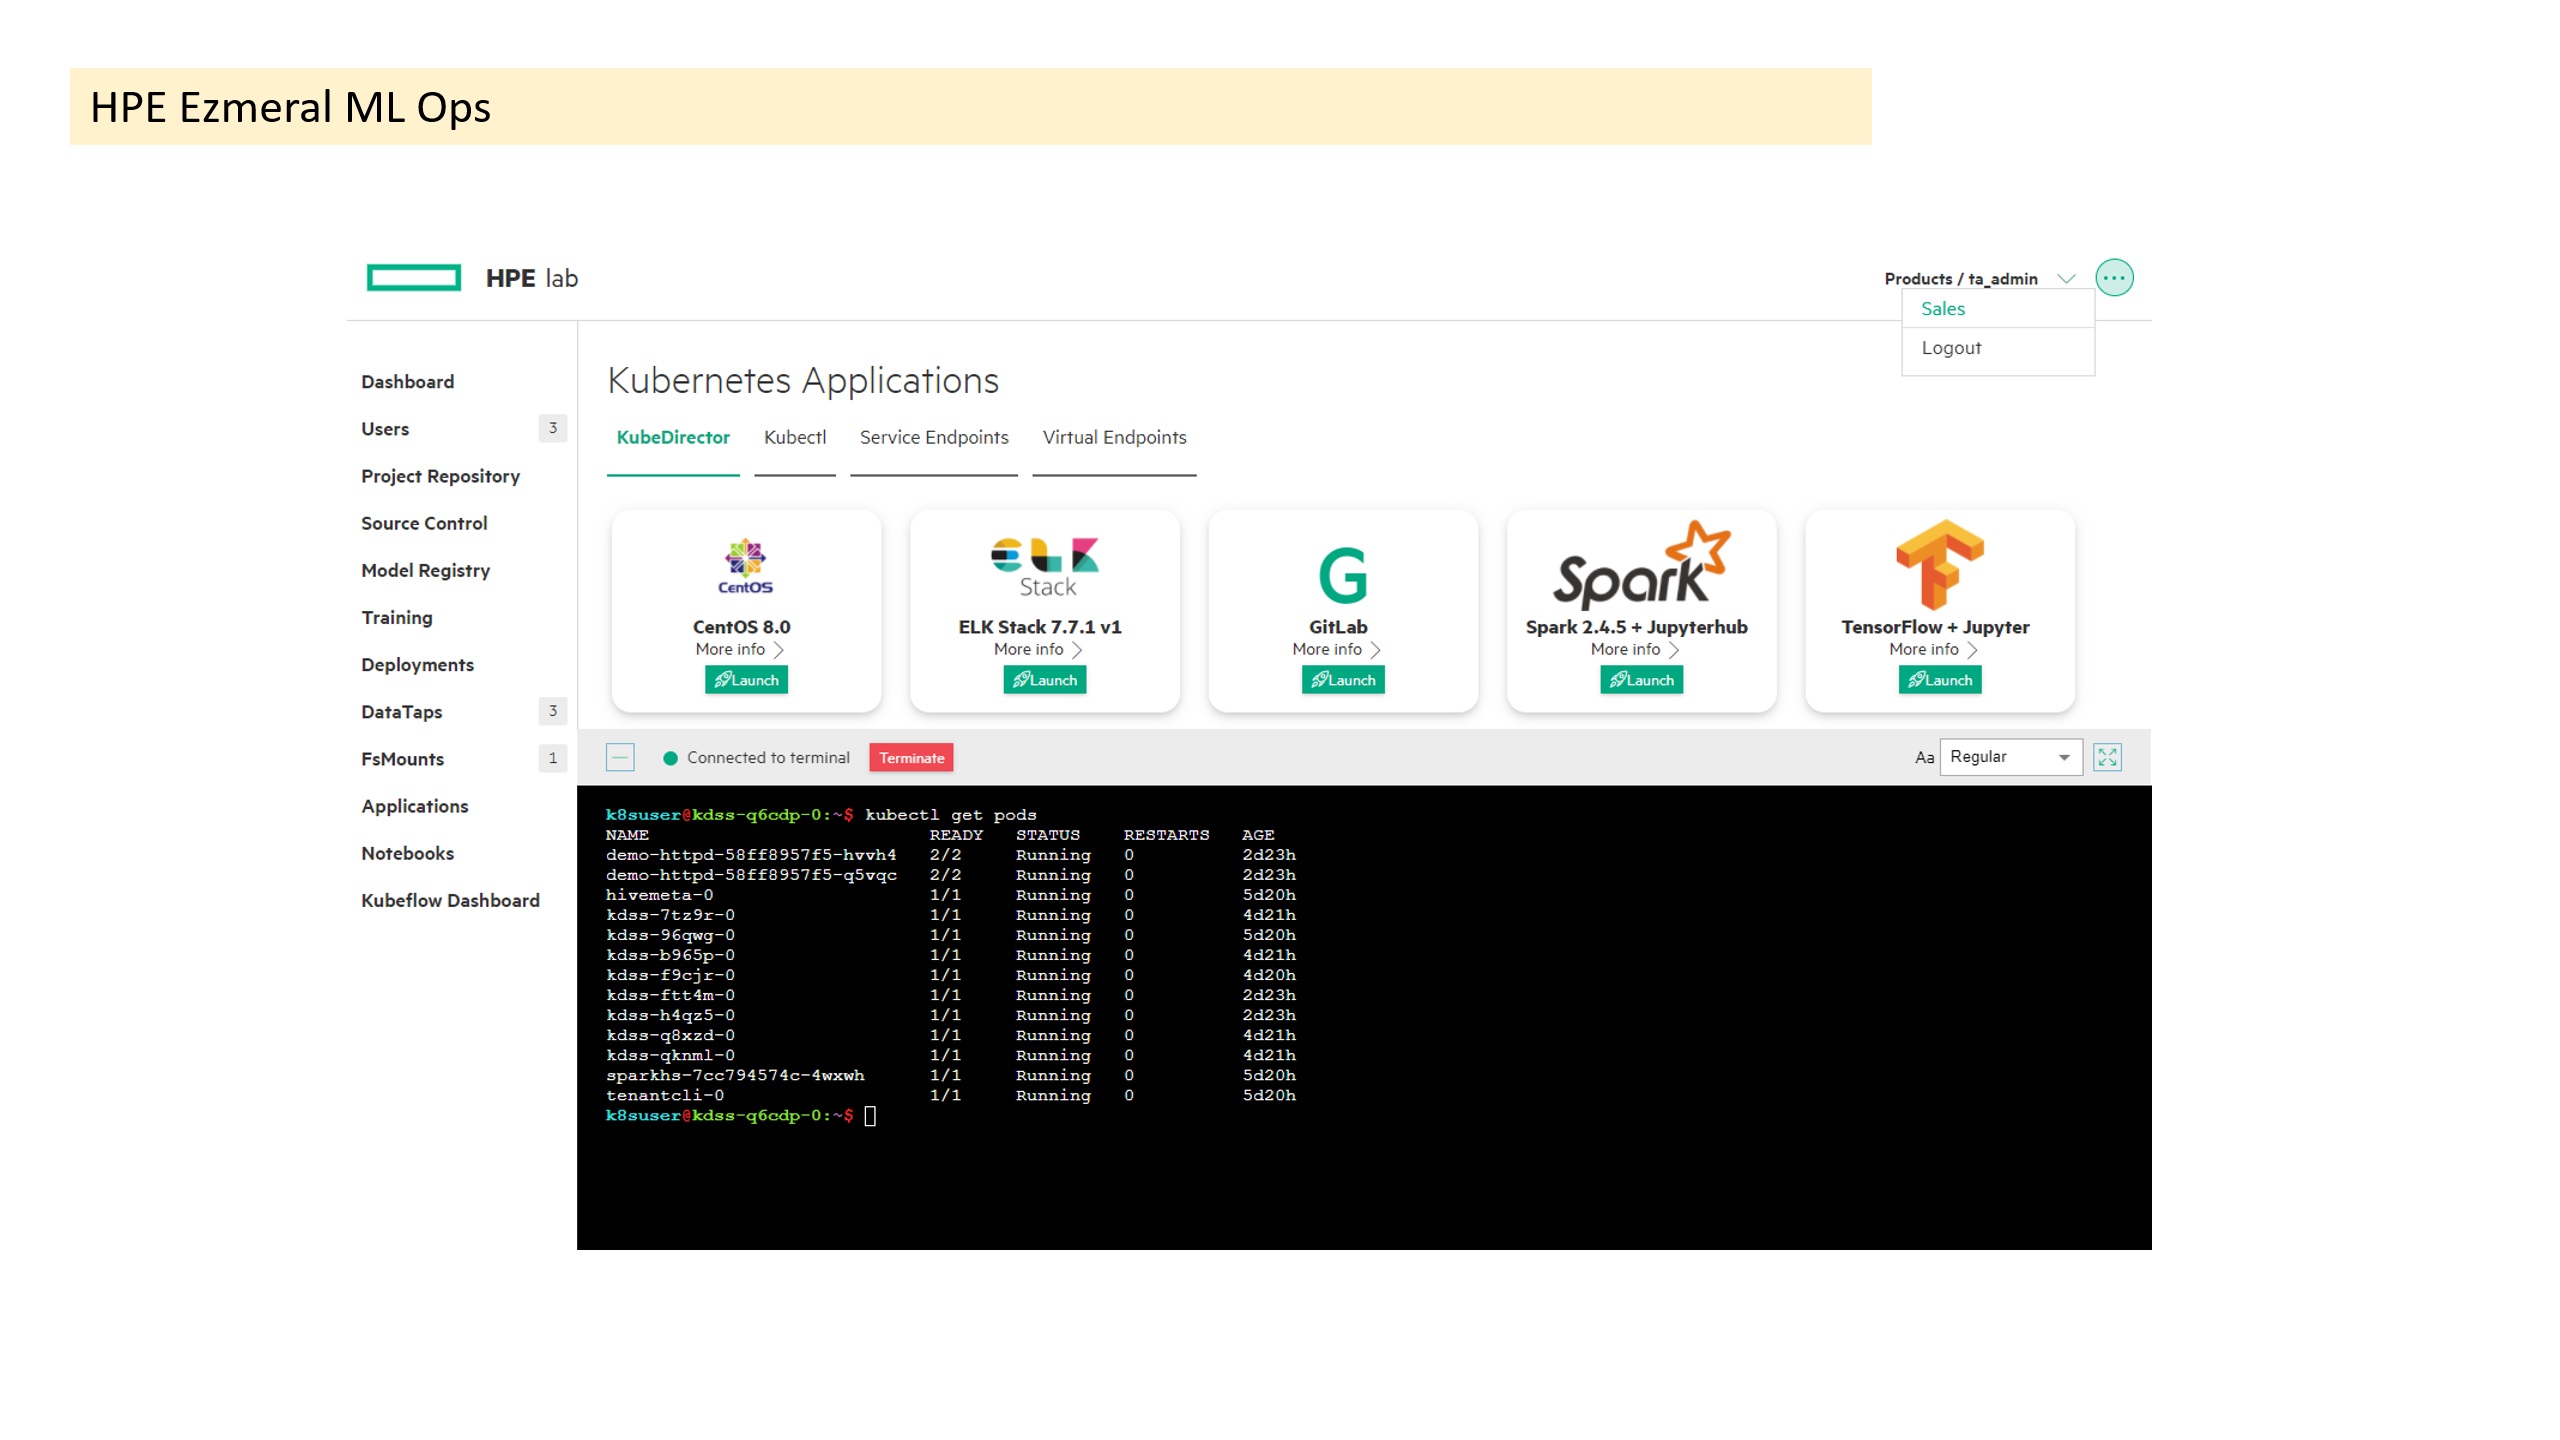 HPE Ezmeral ML Ops
HPE lab
Products / ta_admin
Sales
Logout
Dashboard
Users 3
Project Repository
Source Control
Model Registry
Training
Deployments
DataTaps 3
FsMounts 1
Applications
Notebooks
Kubeflow Dashboard
Kubernetes Applications
KubeDirector Kubectl Service Endpoints Virtual Endpoints
CentOS
CentOS 8.0
More info
Launch
ELK
Stack
ELK Stack 7.7.1 v1
More info
Launch
G
GitLab
More info
Launch
Spark
Spark 2.4.5 + Jupyterhub
More info
Launch
TensorFlow + Jupyter
More info
Launch
Connected to terminal Terminate Aa Regular
k8suser@kdss-q6cdp-0:~$ kubectl get pods
NAME READY STATUS RESTARTS AGE
demo-httpd-58ff8957f5-hvvh4 2/2 Running 0 2d23h
demo-httpd-58ff8957f5-q5vqc 2/2 Running 0 2d23h
hivemeta-0 1/1 Running 0 5d20h
kdss-7tz9r-0 1/1 Running 0 4d21h
kdss-96qwg-0 1/1 Running 0 5d20h
kdss-b965p-0 1/1 Running 0 4d21h
kdss-f9cjr-0 1/1 Running 0 4d20h
kdss-ftt4m-0 1/1 Running 0 2d23h
kdss-h4qz5-0 1/1 Running 0 2d23h
kdss-q8xzd-0 1/1 Running 0 4d21h
kdss-qknml-0 1/1 Running 0 4d21h
sparkhs-7cc794574c-4wxwh 1/1 Running 0 5d20h
tenantcli-0 1/1 Running 0 5d20h
k8suser@kdss-q6cdp-0:~$